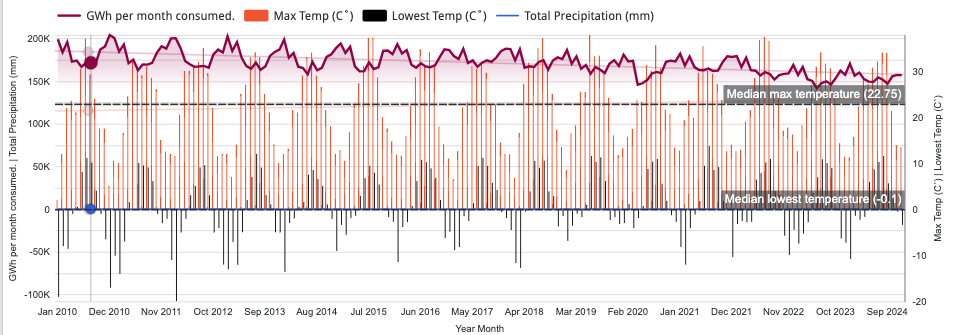 GWh per month consumed. Max Temp (C˚) Lowest Temp (C˚) Total Precipitation (mm)
GWh per month consumed. | Total Precipitation (mm)
200K
150K
100K
50K
0
-50K
-100K
30
20
10
0
-10
-20
Max Temp (C˚) | Lowest Temp (C˚)
Median max temperature (22.75)
Median lowest temperature (-0.1)
Jan 2010 Dec 2010 Nov 2011 Oct 2012 Sep 2013 Aug 2014 Jul 2015 Jun 2016 May 2017 Apr 2018 Mar 2019 Feb 2020 Jan 2021 Dec 2021 Nov 2022 Oct 2023 Sep 2024
Year Month